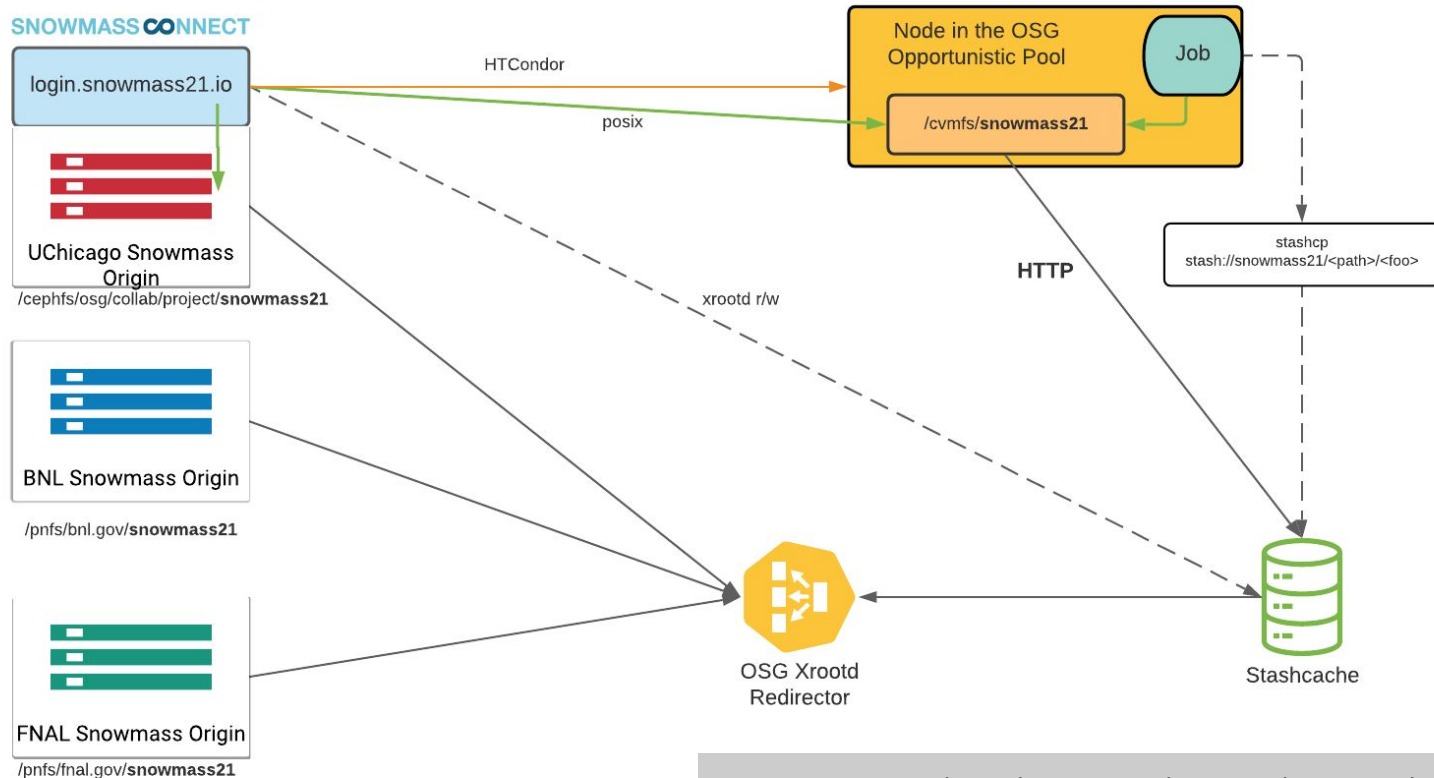 SNOWMASS CONNECT
login.snowmass21.io
UChicago Snowmass
Origin
/cephfs/osg/collab/project/snowmass21
BNL Snowmass Origin
/pnfs/bnl.gov/snowmass21
FNAL Snowmass Origin
/pnfs/fnal.gov/snowmass21
HTCondor
posix
xrootd r/w
Node in the OSG
Opportunistic Pool
Job
/cvmfs/snowmass21
HTTP
stashcp
stash://snowmass21/<path>/<foo>
OSG Xrootd
Redirector
Stashcache